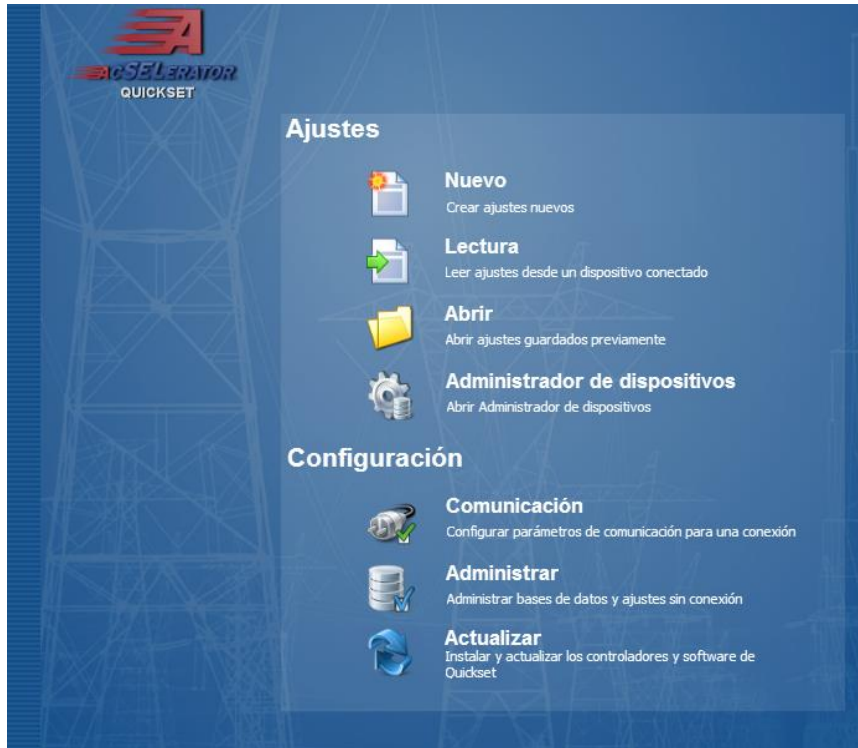 ACSELERATOR
QUICKSET
Ajustes
Nuevo
Crear ajustes nuevos
Lectura
Leer ajustes desde un dispositivo conectado
Abrir
Abrir ajustes guardados previamente
Administrador de dispositivos
Abrir Administrador de dispositivos
Configuración
Comunicación
Configurar parámetros de comunicación para una conexión
Administrar
Administrar bases de datos y ajustes sin conexión
Actualizar
Instalar y actualizar los controladores y software de
Quickset